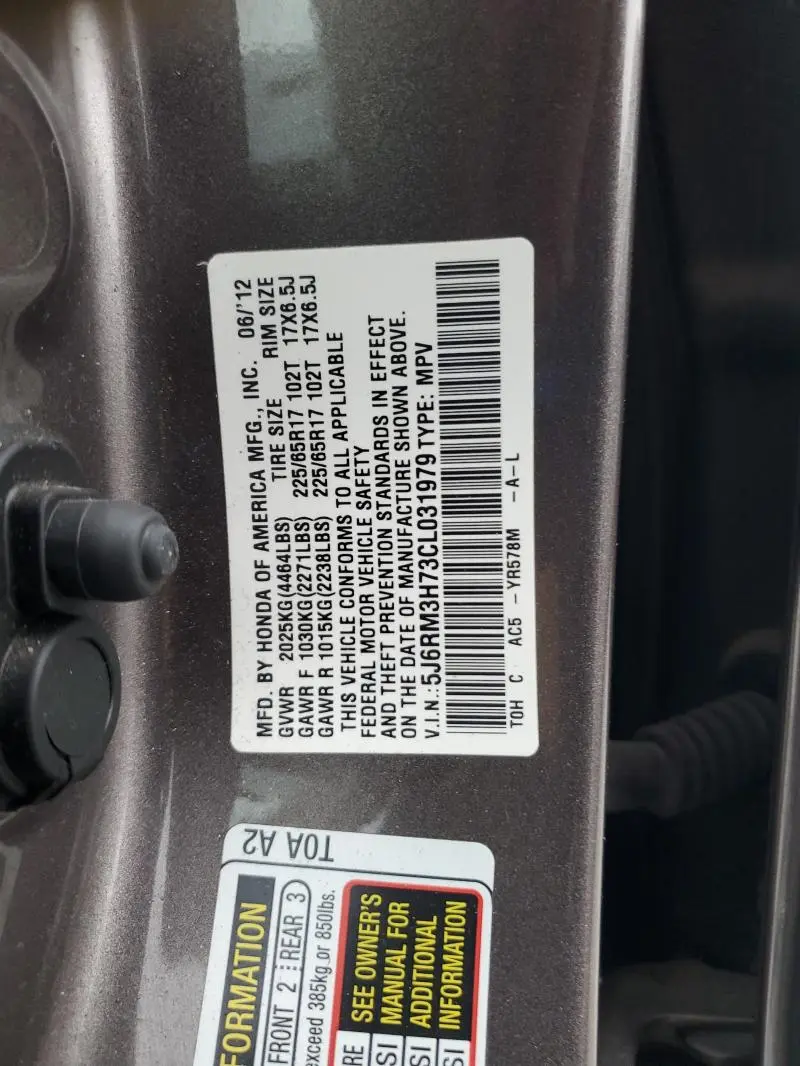 MFD. BY HONDA OF AMERICA MFG., INC. 06/'12
GVWR 2025KG(4464LBS) TIRE SIZE RIM SIZE
GAWR F 1030KG(2271LBS) 225/65R17 102T 17X6.5J
GAWR R 1015KG(2238LBS) 225/65R17 102T 17X6.5J
THIS VEHICLE CONFORMS TO ALL APPLICABLE
FEDERAL MOTOR VEHICLE SAFETY
AND THEFT PREVENTION STANDARDS IN EFFECT
ON THE DATE OF MANUFACTURE SHOWN ABOVE.
V.I.N.:5J6RM3H73CL031979 TYPE: MPV
T0H C AC5 -YR578M -A-L
T0A A2
FORMATION
FRONT 2 REAR 3
exceed 385kg or 850lbs.
SEE OWNER'S
MANUAL FOR
ADDITIONAL
INFORMATION
RE
SI
SI
SI